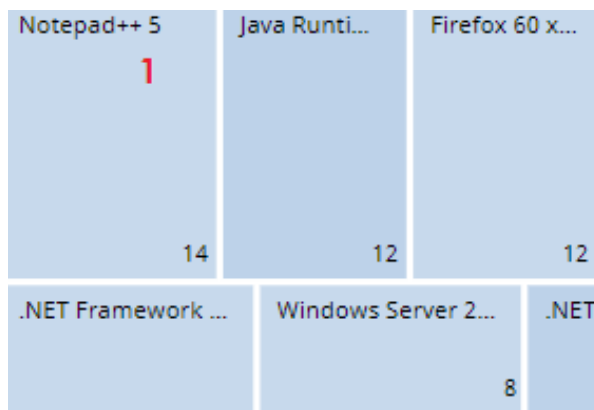 Notepad++ 5
Java Runti...
Firefox 60 x...
1
14
12
12
.NET Framework ...
Windows Server 2...
.NET
8